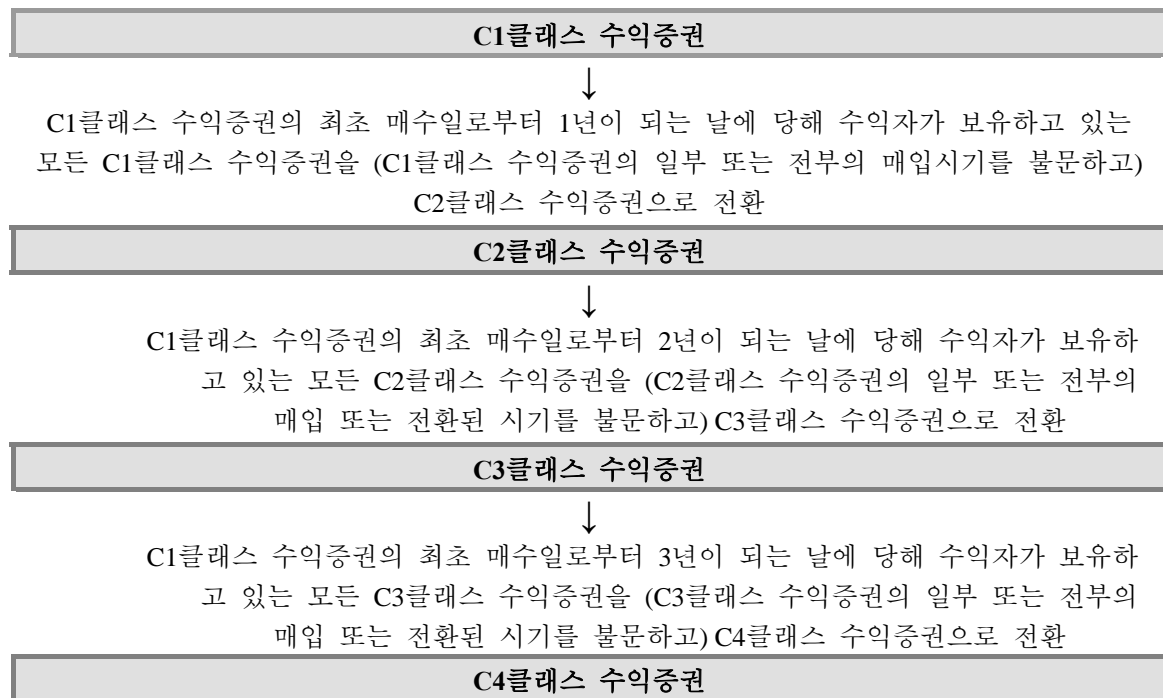 C1클래스 수익증권
↓
C1클래스 수익증권의 최초 매수일로부터 1년이 되는 날에 당해 수익자가 보유하고 있는
모든 C1클래스 수익증권을 (C1클래스 수익증권의 일부 또는 전부의 매입시기를 불문하고)
C2클래스 수익증권으로 전환
C2클래스 수익증권
↓
C1클래스 수익증권의 최초 매수일로부터 2년이 되는 날에 당해 수익자가 보유하
고 있는 모든 C2클래스 수익증권을 (C2클래스 수익증권의 일부 또는 전부의
매입 또는 전환된 시기를 불문하고) C3클래스 수익증권으로 전환
C3클래스 수익증권
↓
C1클래스 수익증권의 최초 매수일로부터 3년이 되는 날에 당해 수익자가 보유하
고 있는 모든 C3클래스 수익증권을 (C3클래스 수익증권의 일부 또는 전부의
매입 또는 전환된 시기를 불문하고) C4클래스 수익증권으로 전환
C4클래스 수익증권